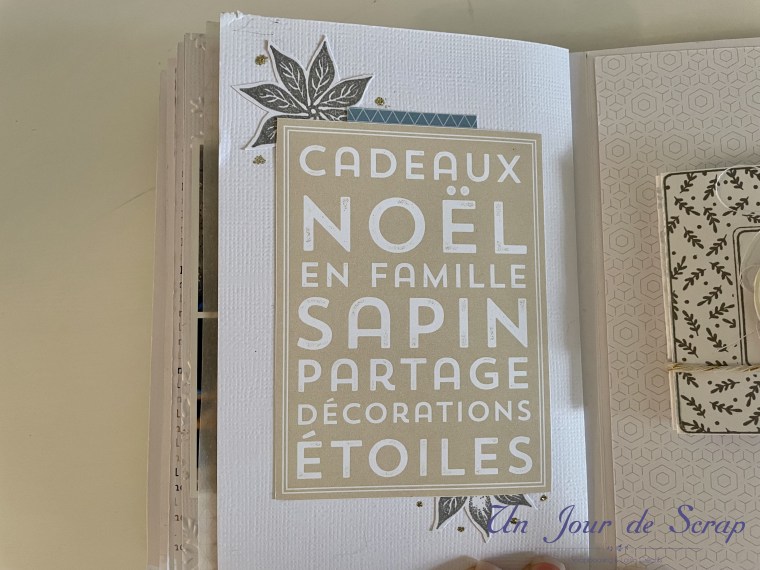 CADEAUX
NOËL
EN FAMILLE
SAPIN
PARTAGE
DÉCORATIONS
ÉTOILES
Un Jour de Scrap